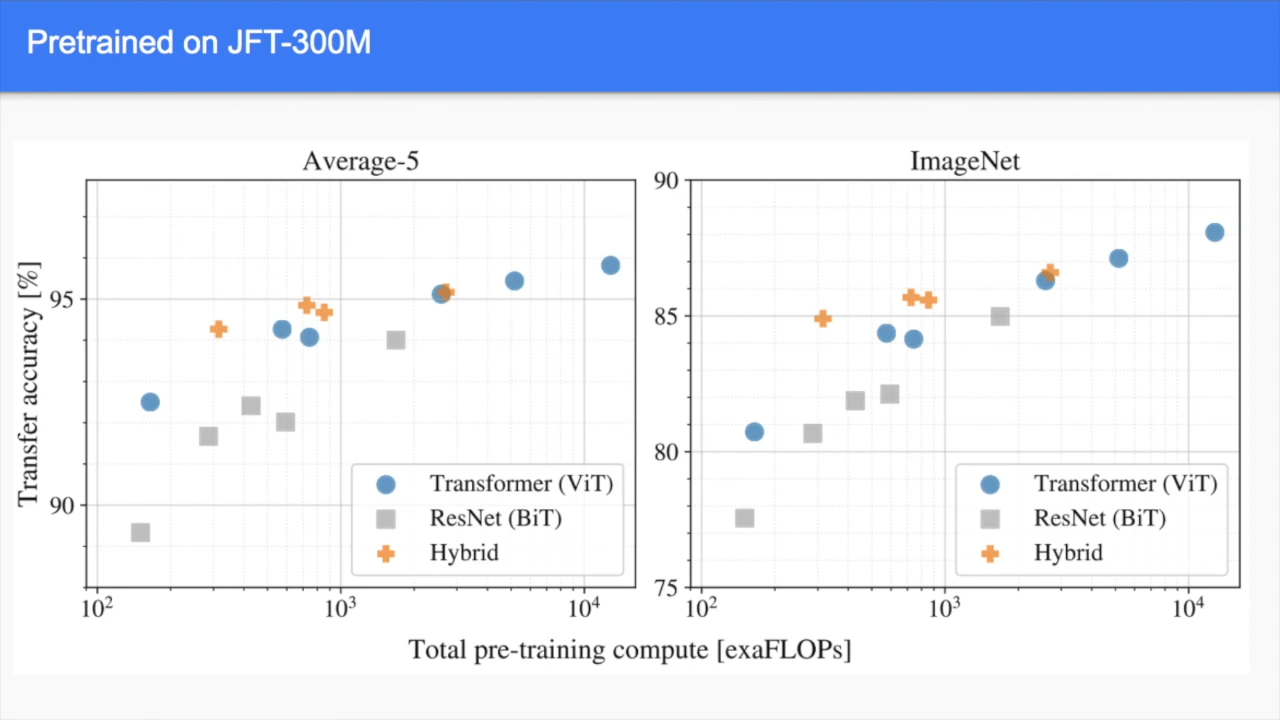 Pretrained on JFT-300M
Average-5
Transfer accuracy [%]
95
90
10²
10³
10⁴
Transformer (ViT)
ResNet (BiT)
Hybrid
ImageNet
90
85
80
75
10²
10³
10⁴
Transformer (ViT)
ResNet (BiT)
Hybrid
Total pre-training compute [exaFLOPs]